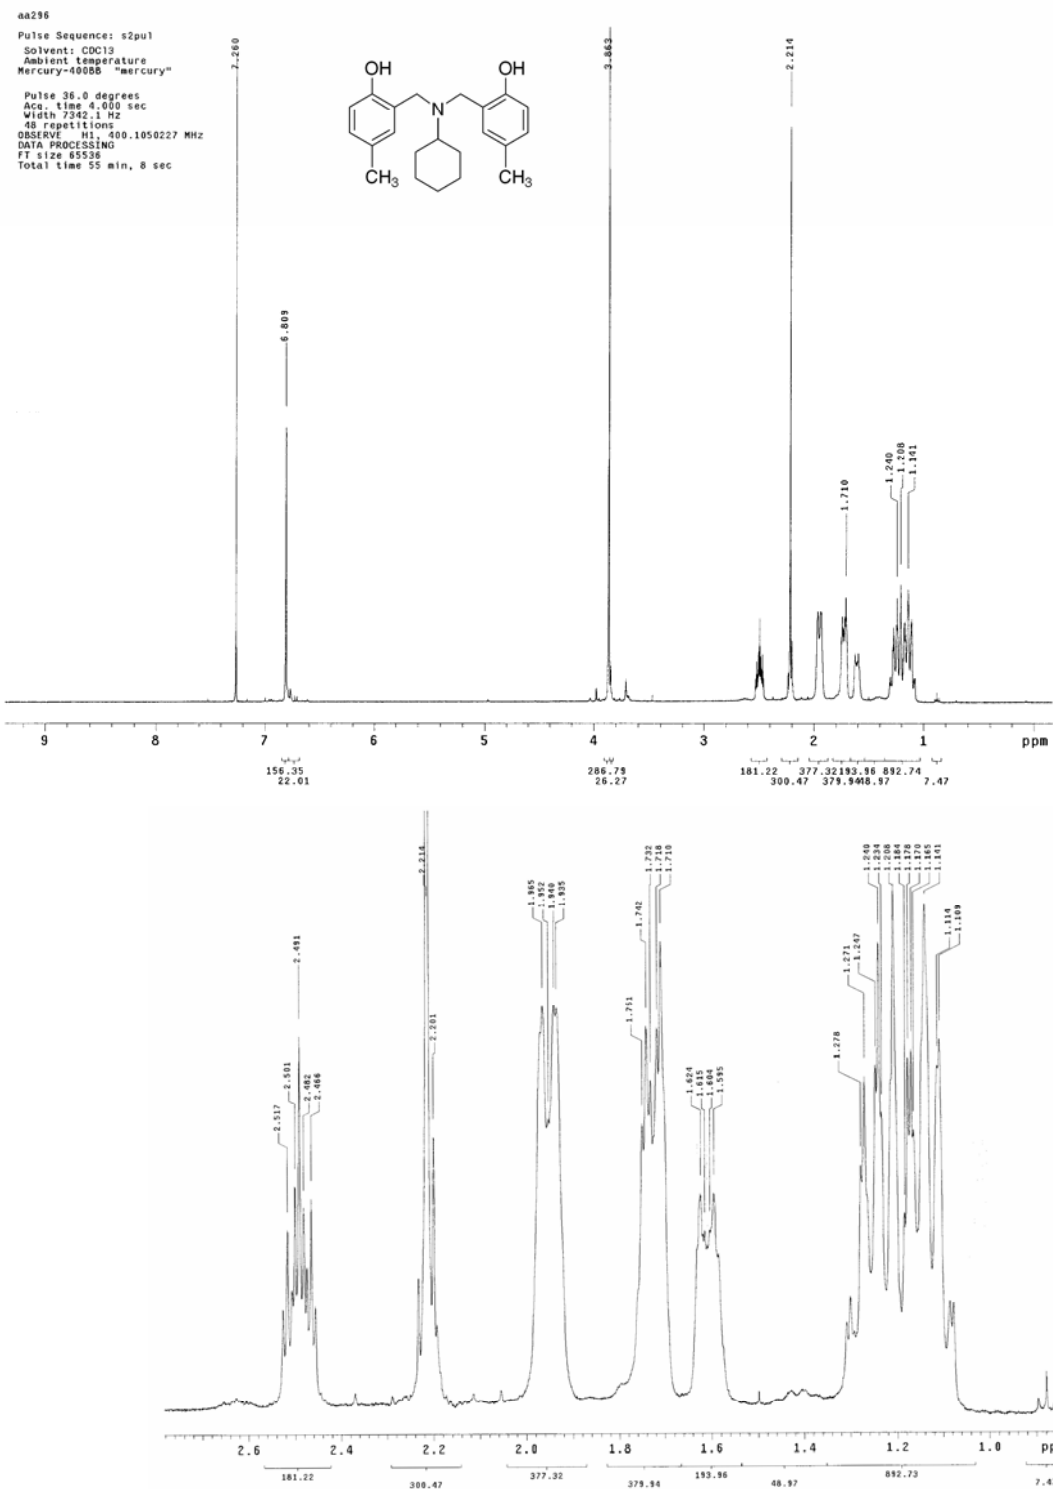 aa296
Pulse Sequence: s2pul
Solvent: CDCl3
Ambient temperature
Mercury-400BB "mercury"
Pulse 36.0 degrees
Acq. time 4.000 sec
Width 7342.1 Hz
48 repetitions
OBSERVE H1, 400.1050227 MHz
DATA PROCESSING
FT size 65536
Total time 55 min, 8 sec
OH
OH
N
CH3
CH3
7.260
6.809
3.863
2.214
1.710
1.240
1.208
1.141
9 8 7 6 5 4 3 2 1 ppm
156.35 286.79 181.22 377.32 193.96 892.74
22.01 26.27 300.47 379.94 48.97 7.47
2.517
2.501
2.491
2.482
2.466
2.214
2.201
1.965
1.952
1.940
1.935
1.751
1.742
1.732
1.718
1.710
1.624
1.615
1.604
1.595
1.278
1.271
1.247
1.240
1.234
1.208
1.184
1.178
1.170
1.165
1.141
1.114
1.109
2.6 2.4 2.2 2.0 1.8 1.6 1.4 1.2 1.0 pp
181.22 377.32 193.96 892.73
300.47 379.94 48.97